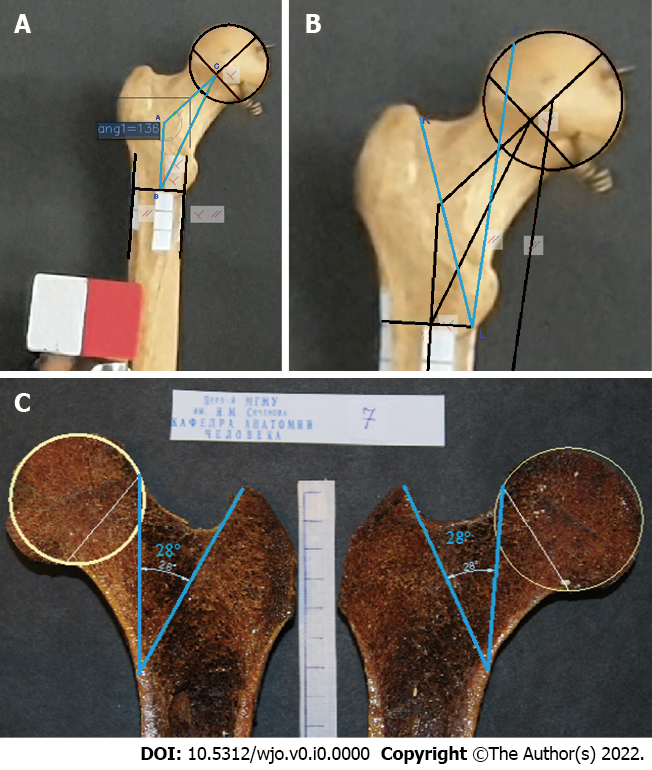 A
G
A
ang1=136
B
B
K
L
C
ПЕРВЫЙ МГМУ
ИМ. И.М. СЕЧЕНОВА
КАФЕДРА АНАТОМИИ
ЧЕЛОВЕКА
7
28°
28°
28°
28°
DOI: 10.5312/wjo.v0.i0.0000 Copyright ©The Author(s) 2022.